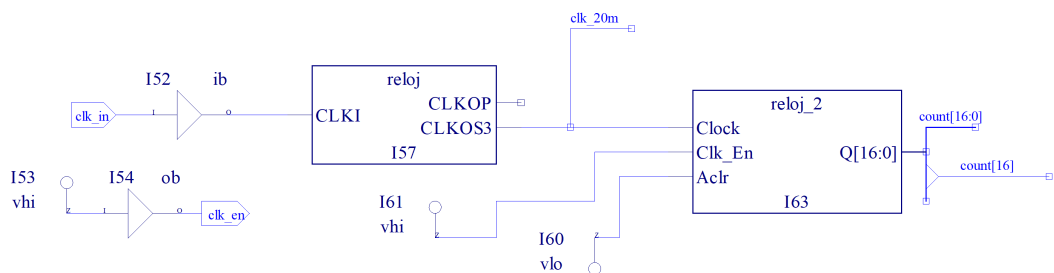 clk_20m
I52
ib
reloj
clk_in
I
O
CLKI
CLKOP
CLKOS3
I57
reloj_2
Clock
Clk_En
Aclr
Q[16:0]
I63
count[16:0]
count[16]
I53
vhi
Z
I54
ob
I
O
clk_en
I61
vhi
Z
I60
vlo
Z